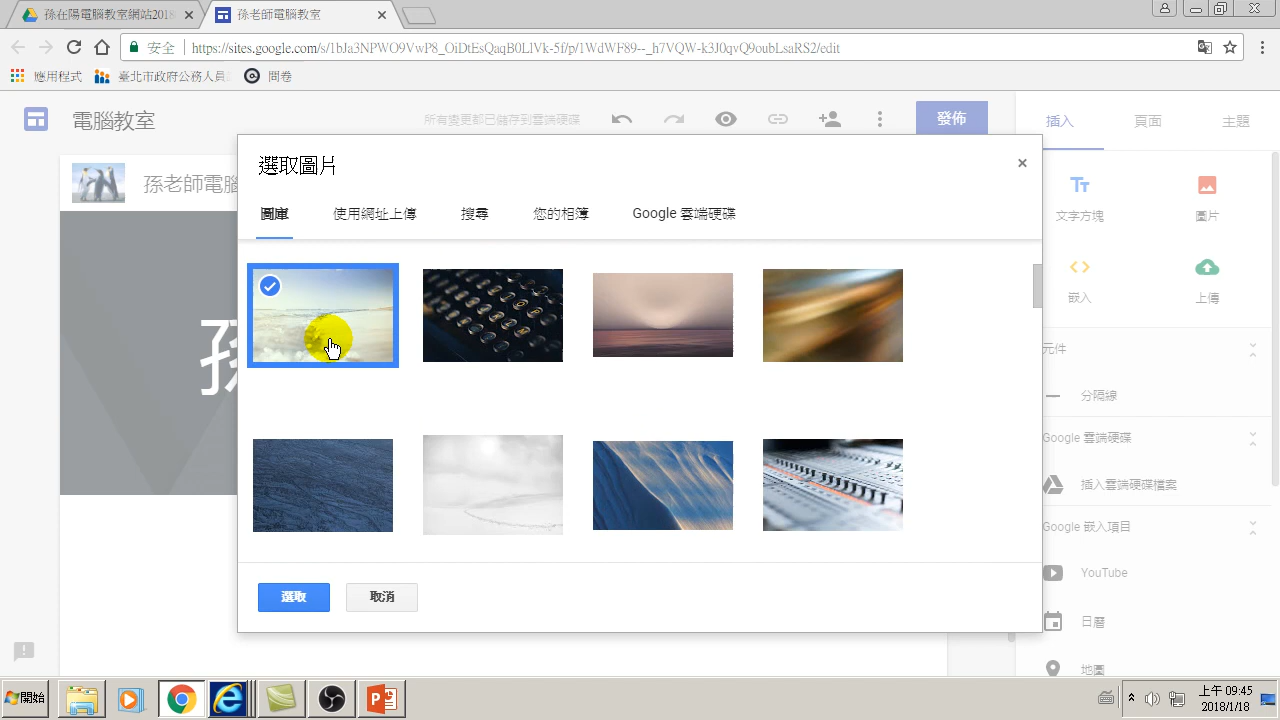 孫在陽電腦教室網站2018
孫老師電腦教室
安全
https://sites.google.com/s/1bJa3NPWO9VwP8_OiDtEsQaqB0LlVk-5f/p/1WdWF89--_h7VQW-k3J0qvQ9oubLsaRS2/edit
應用程式
臺北市政府公務人員
問卷
電腦教室
所有變更都已儲存到雲端硬碟
發佈
插入
頁面
主題
孫老師電腦
選取圖片
圖庫
使用網址上傳
搜尋
您的相簿
Google 雲端硬碟
Tт
文字方塊
圖片
嵌入
上傳
孫
元件
分隔線
Google 雲端硬碟
插入雲端硬碟檔案
Google 嵌入項目
YouTube
日曆
地圖
選取
取消
開始
上午 09:45
2018/1/18